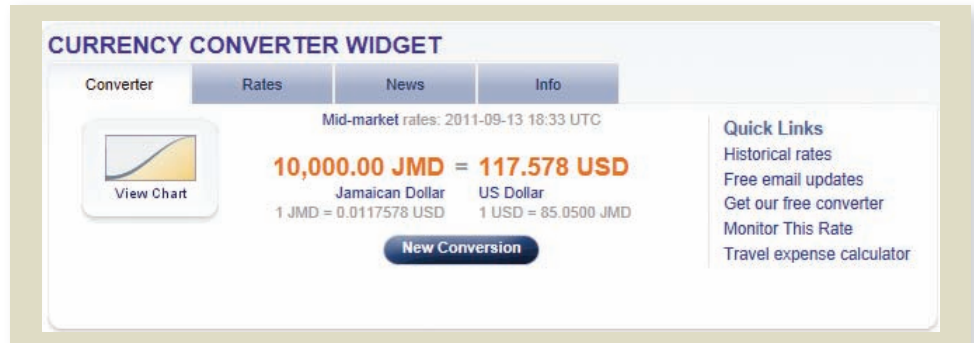 CURRENCY CONVERTER WIDGET
Converter Rates News Info
Mid-market rates: 2011-09-13 18:33 UTC
View Chart
10,000.00 JMD = 117.578 USD
Jamaican Dollar US Dollar
1 JMD = 0.0117578 USD 1 USD = 85.0500 JMD
New Conversion
Quick Links
Historical rates
Free email updates
Get our free converter
Monitor This Rate
Travel expense calculator